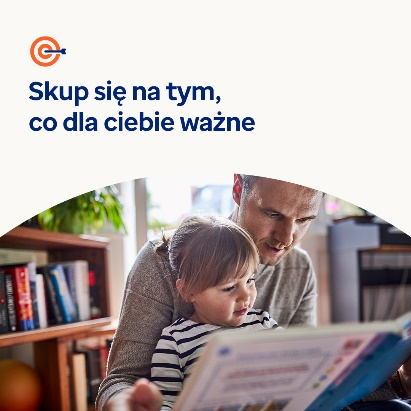 Skup się na tym,
co dla ciebie ważne